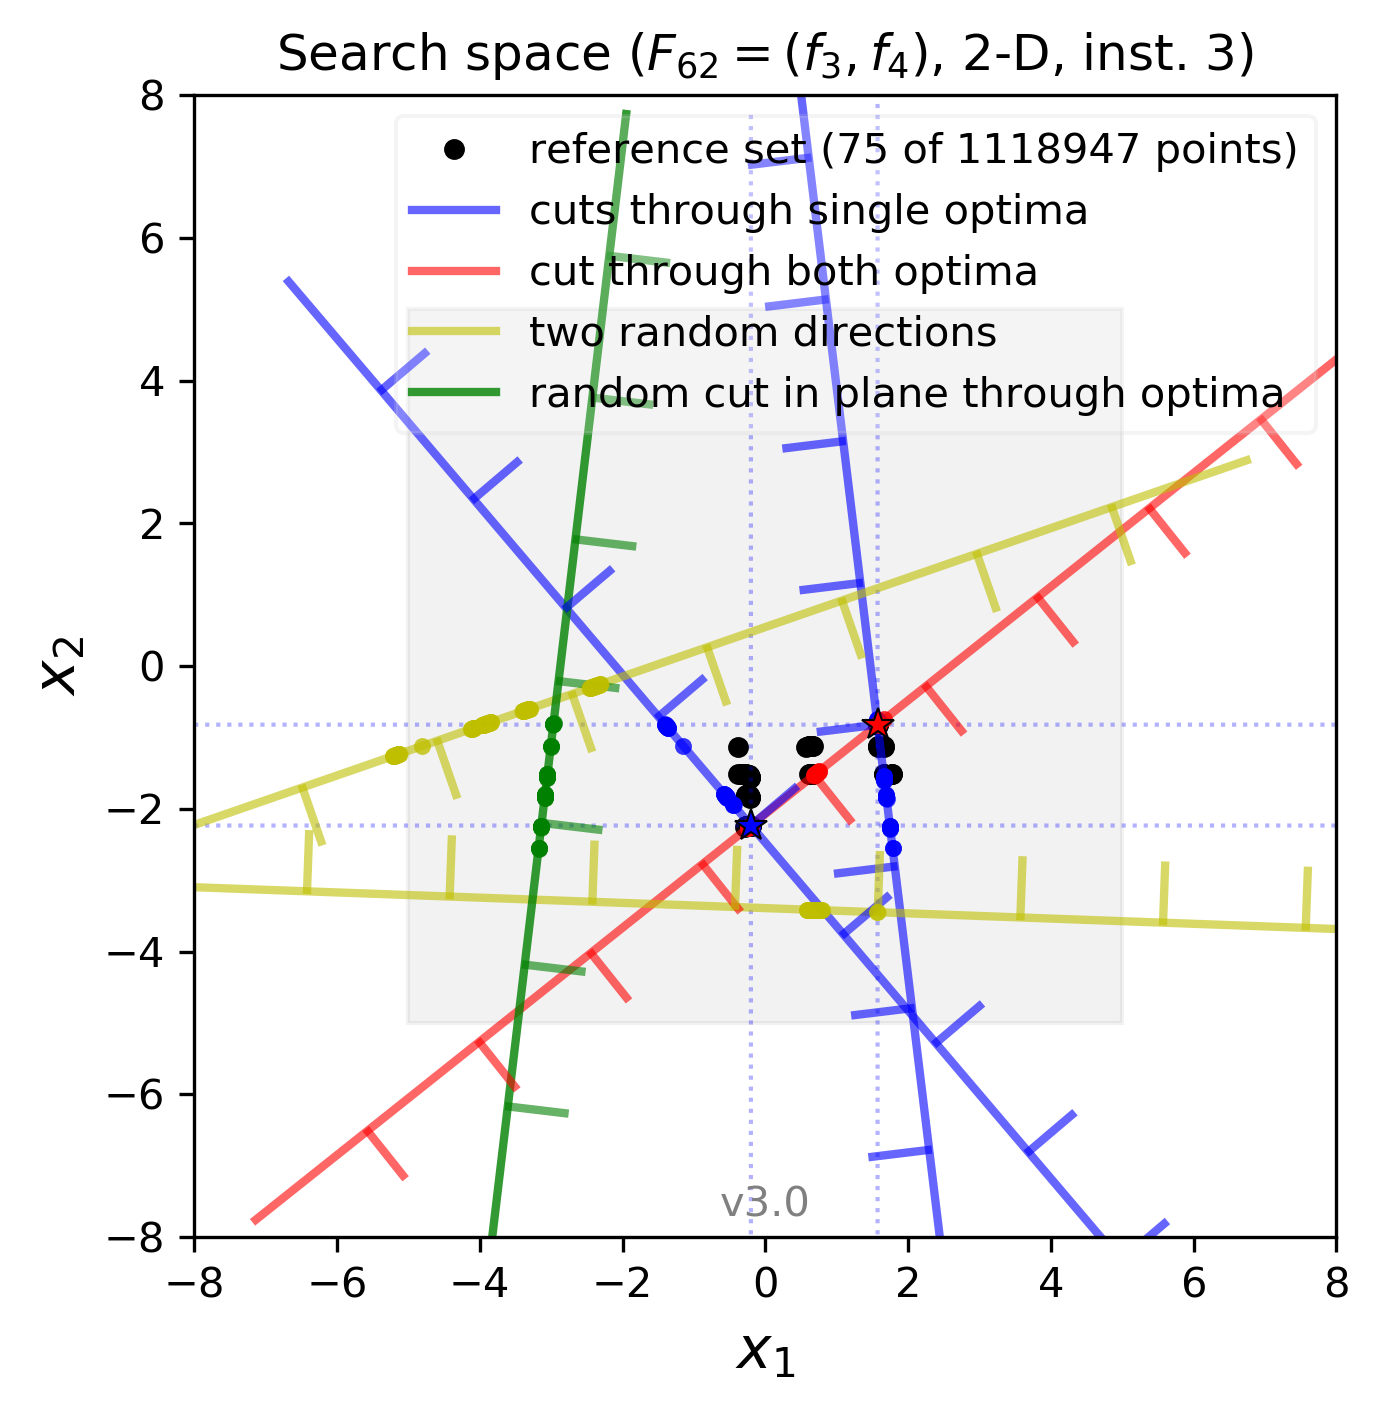 Search space (F₆₂ = (f₃, f₄), 2-D, inst. 3)
reference set (75 of 1118947 points)
cuts through single optima
cut through both optima
two random directions
random cut in plane through optima
8
6
4
2
0
−2
−4
−6
−8
x₂
v3.0
−8 −6 −4 −2 0 2 4 6 8
x₁